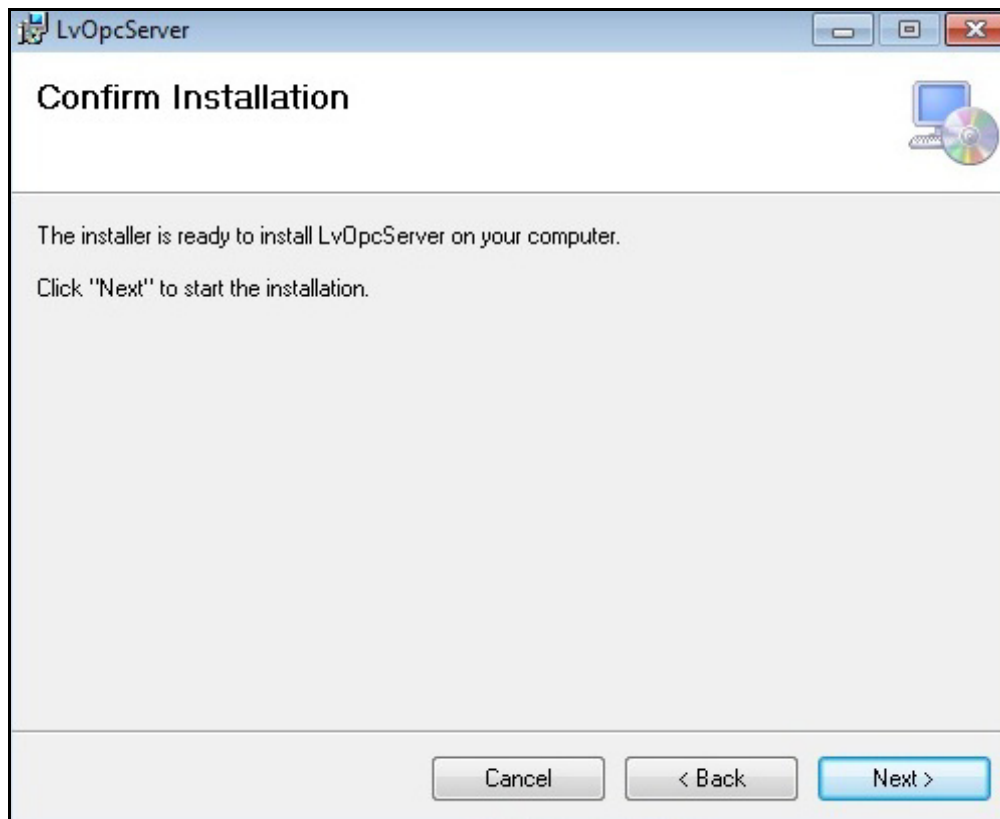 LvOpcServer
Confirm Installation
The installer is ready to install LvOpcServer on your computer.
Click "Next" to start the installation.
Cancel
< Back
Next >